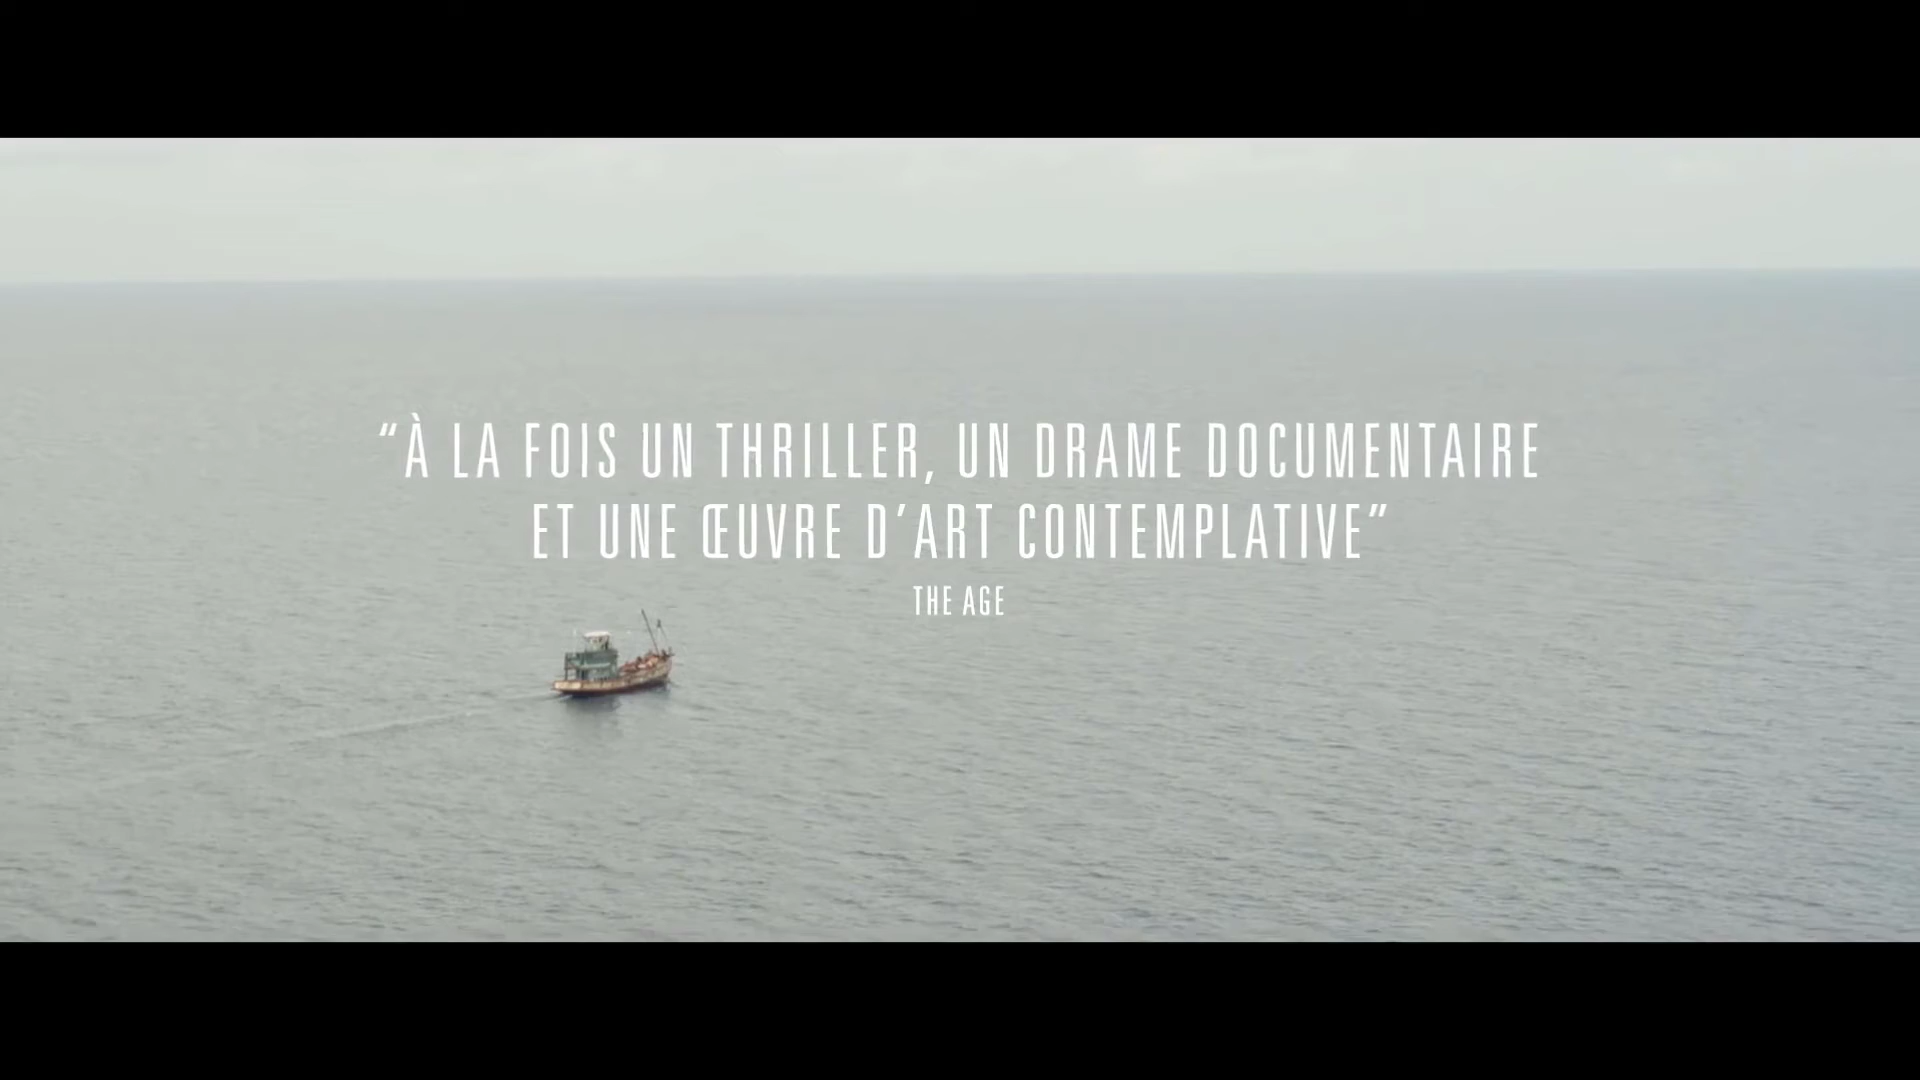 “À LA FOIS UN THRILLER, UN DRAME DOCUMENTAIRE
ET UNE ŒUVRE D’ART CONTEMPLATIVE”
THE AGE